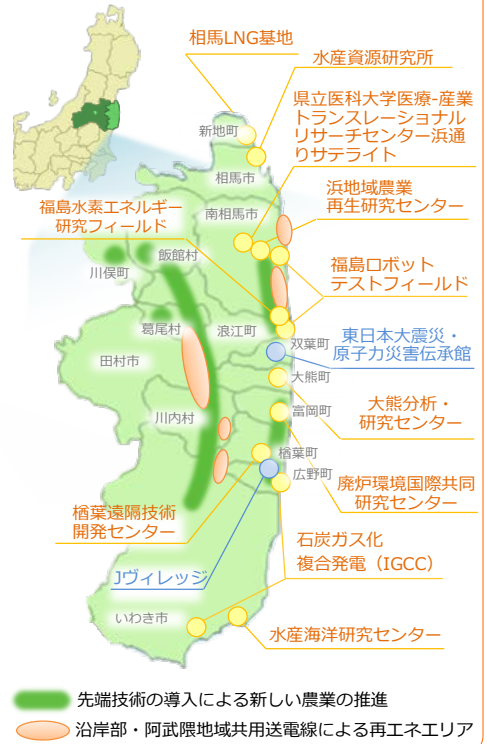 相馬LNG基地
水産資源研究所
県立医科大学医療-産業
トランスレーショナル
リサーチセンター浜通り
サテライト
新地町
相馬市
南相馬市
浜地域農業
再生研究センター
福島水素エネルギー
研究フィールド
飯館村
川俣町
福島ロボット
テストフィールド
葛尾村
浪江町
双葉町
東日本大震災・
原子力災害伝承館
田村市
大熊町
大熊分析・
研究センター
川内村
富岡町
楢葉町
広野町
廃炉環境国際共同
研究センター
楢葉遠隔技術
開発センター
石炭ガス化
複合発電（IGCC）
Jヴィレッジ
いわき市
水産海洋研究センター
先端技術の導入による新しい農業の推進
沿岸部・阿武隈地域共用送電線による再エネエリア